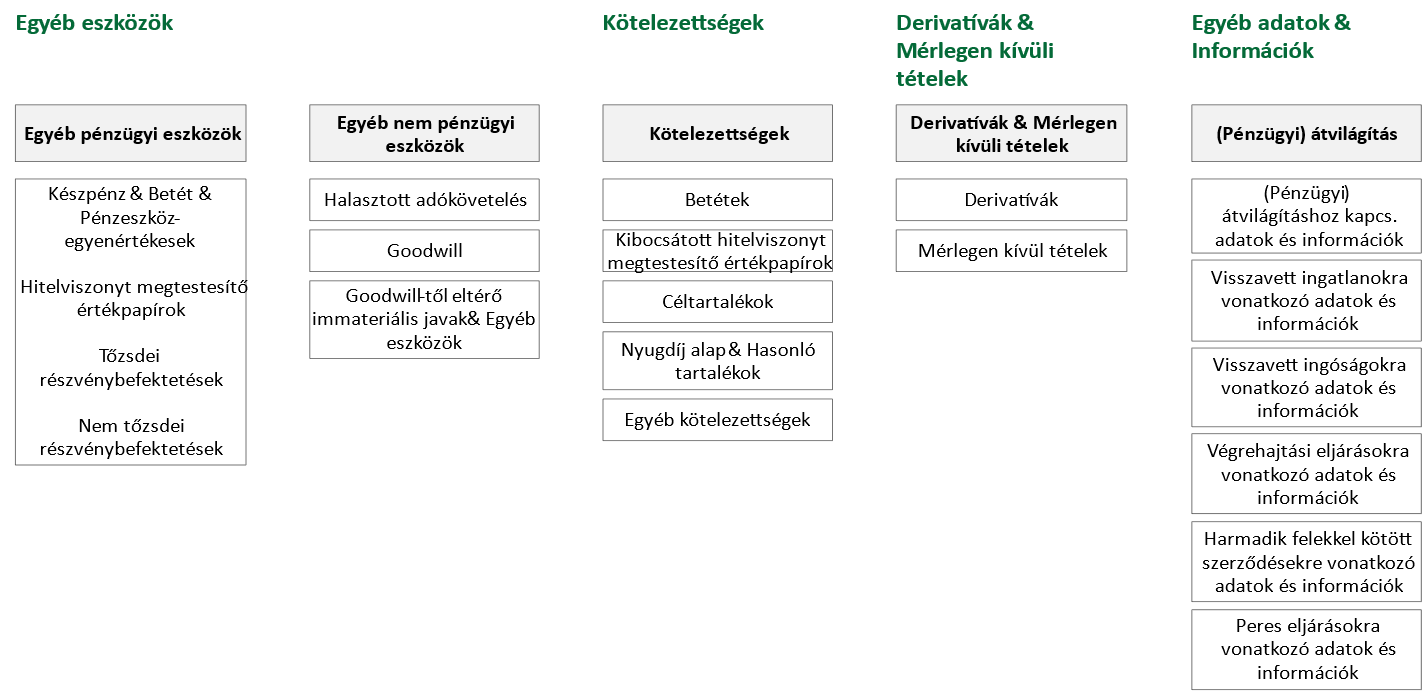 Egyéb eszközök
Kötelezettségek
Derivatívák &
Mérlegen kívüli
tételek
Egyéb adatok &
Információk
Egyéb pénzügyi eszközök
Készpénz & Betét &
Pénzeszköz-
egyenértékesek
Hitelviszonyt megtestesítő
értékpapírok
Tőzsdei
részvénybefektetések
Nem tőzsdei
részvénybefektetések
Egyéb nem pénzügyi
eszközök
Halasztott adókövetelés
Goodwill
Goodwill-től eltérő
immateriális javak& Egyéb
eszközök
Kötelezettségek
Betétek
Kibocsátott hitelviszonyt
megtestesítő értékpapírok
Céltartalékok
Nyugdíj alap & Hasonló
tartalékok
Egyéb kötelezettségek
Derivatívák & Mérlegen
kívüli tételek
Derivatívák
Mérlegen kívül tételek
(Pénzügyi) átvilágítás
(Pénzügyi)
átvilágításhoz kapcs.
adatok és információk
Visszavett ingatlanokra
vonatkozó adatok és
információk
Visszavett ingóságokra
vonatkozó adatok és
információk
Végrehajtási eljárásokra
vonatkozó adatok és
információk
Harmadik felekkel kötött
szerződésekre vonatkozó
adatok és információk
Peres eljárásokra
vonatkozó adatok és
információk